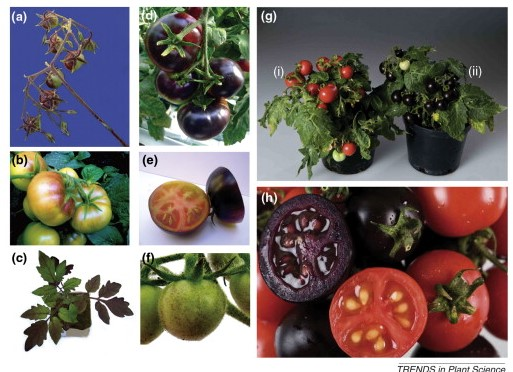 (a)
(d)
(g)
(i)
(ii)
(b)
(e)
(h)
(c)
(f)
TRENDS in Plant Science